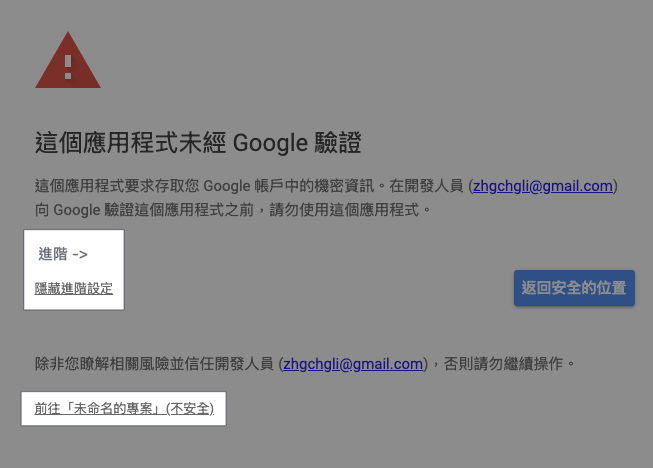 這個應用程式未經 Google 驗證
這個應用程式要求存取您 Google 帳戶中的機密資訊。在開發人員 (zhgchgli@gmail.com)
向 Google 驗證這個應用程式之前，請勿使用這個應用程式。
進階 ->
隱藏進階設定
返回安全的位置
除非您瞭解相關風險並信任開發人員 (zhgchgli@gmail.com)，否則請勿繼續操作。
前往「未命名的專案」(不安全)